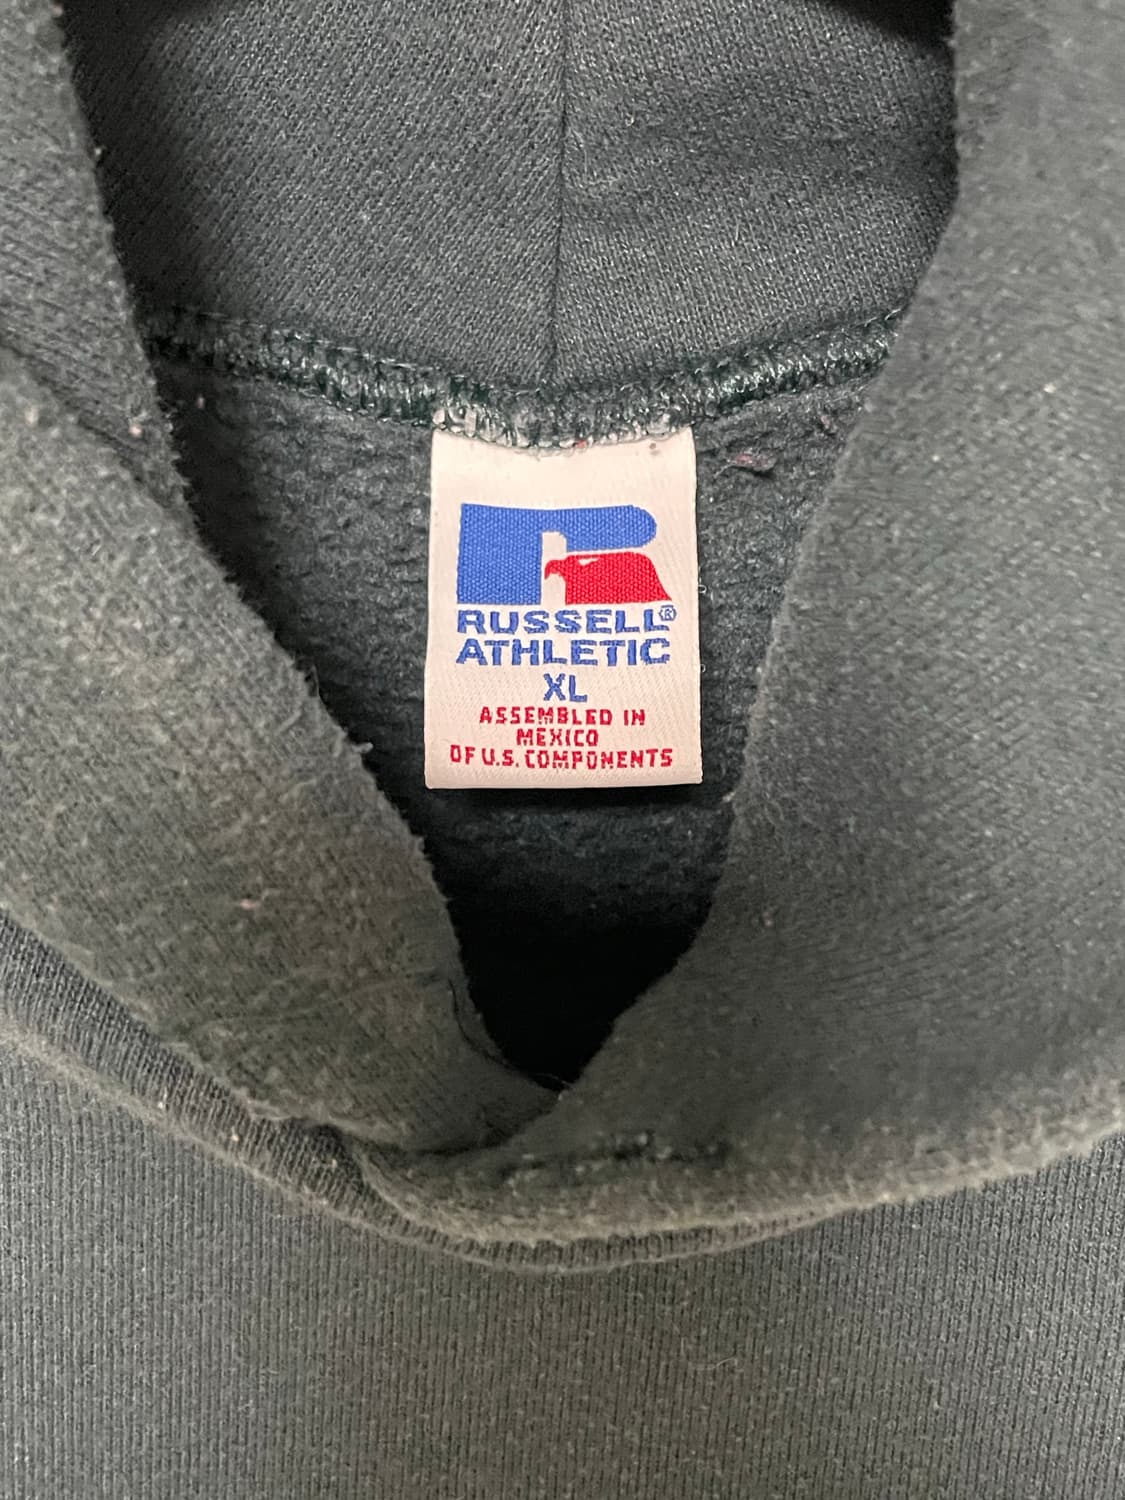 RUSSELL®
ATHLETIC
XL
ASSEMBLED IN
MEXICO
OF U.S. COMPONENTS